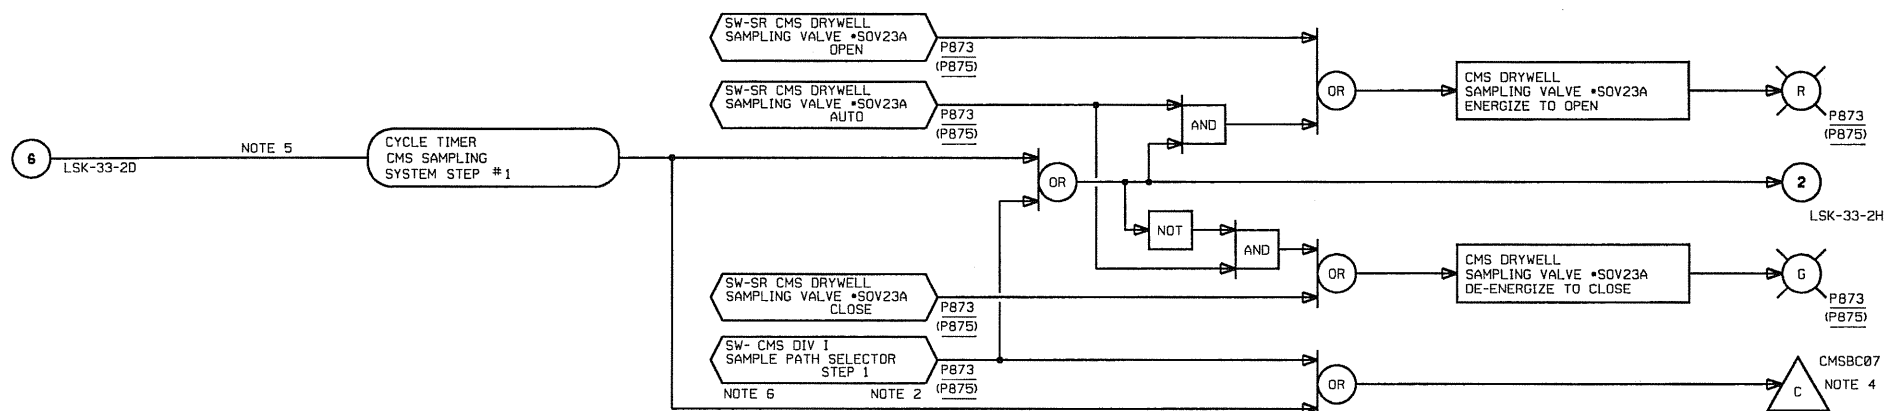 SW-SR CMS DRYWELL
SAMPLING VALVE *SOV23A
OPEN
P873
(P875)
SW-SR CMS DRYWELL
SAMPLING VALVE *SOV23A
AUTO
P873
(P875)
OR
CMS DRYWELL
SAMPLING VALVE *SOV23A
ENERGIZE TO OPEN
R
P873
(P875)
AND
6
LSK-33-2D
NOTE 5
CYCLE TIMER
CMS SAMPLING
SYSTEM STEP #1
OR
2
LSK-33-2H
NOT
AND
SW-SR CMS DRYWELL
SAMPLING VALVE *SOV23A
CLOSE
P873
(P875)
OR
CMS DRYWELL
SAMPLING VALVE *SOV23A
DE-ENERGIZE TO CLOSE
G
P873
(P875)
SW- CMS DIV I
SAMPLE PATH SELECTOR
STEP 1
P873
(P875)
NOTE 6 NOTE 2
OR
C
CMSBC07
NOTE 4